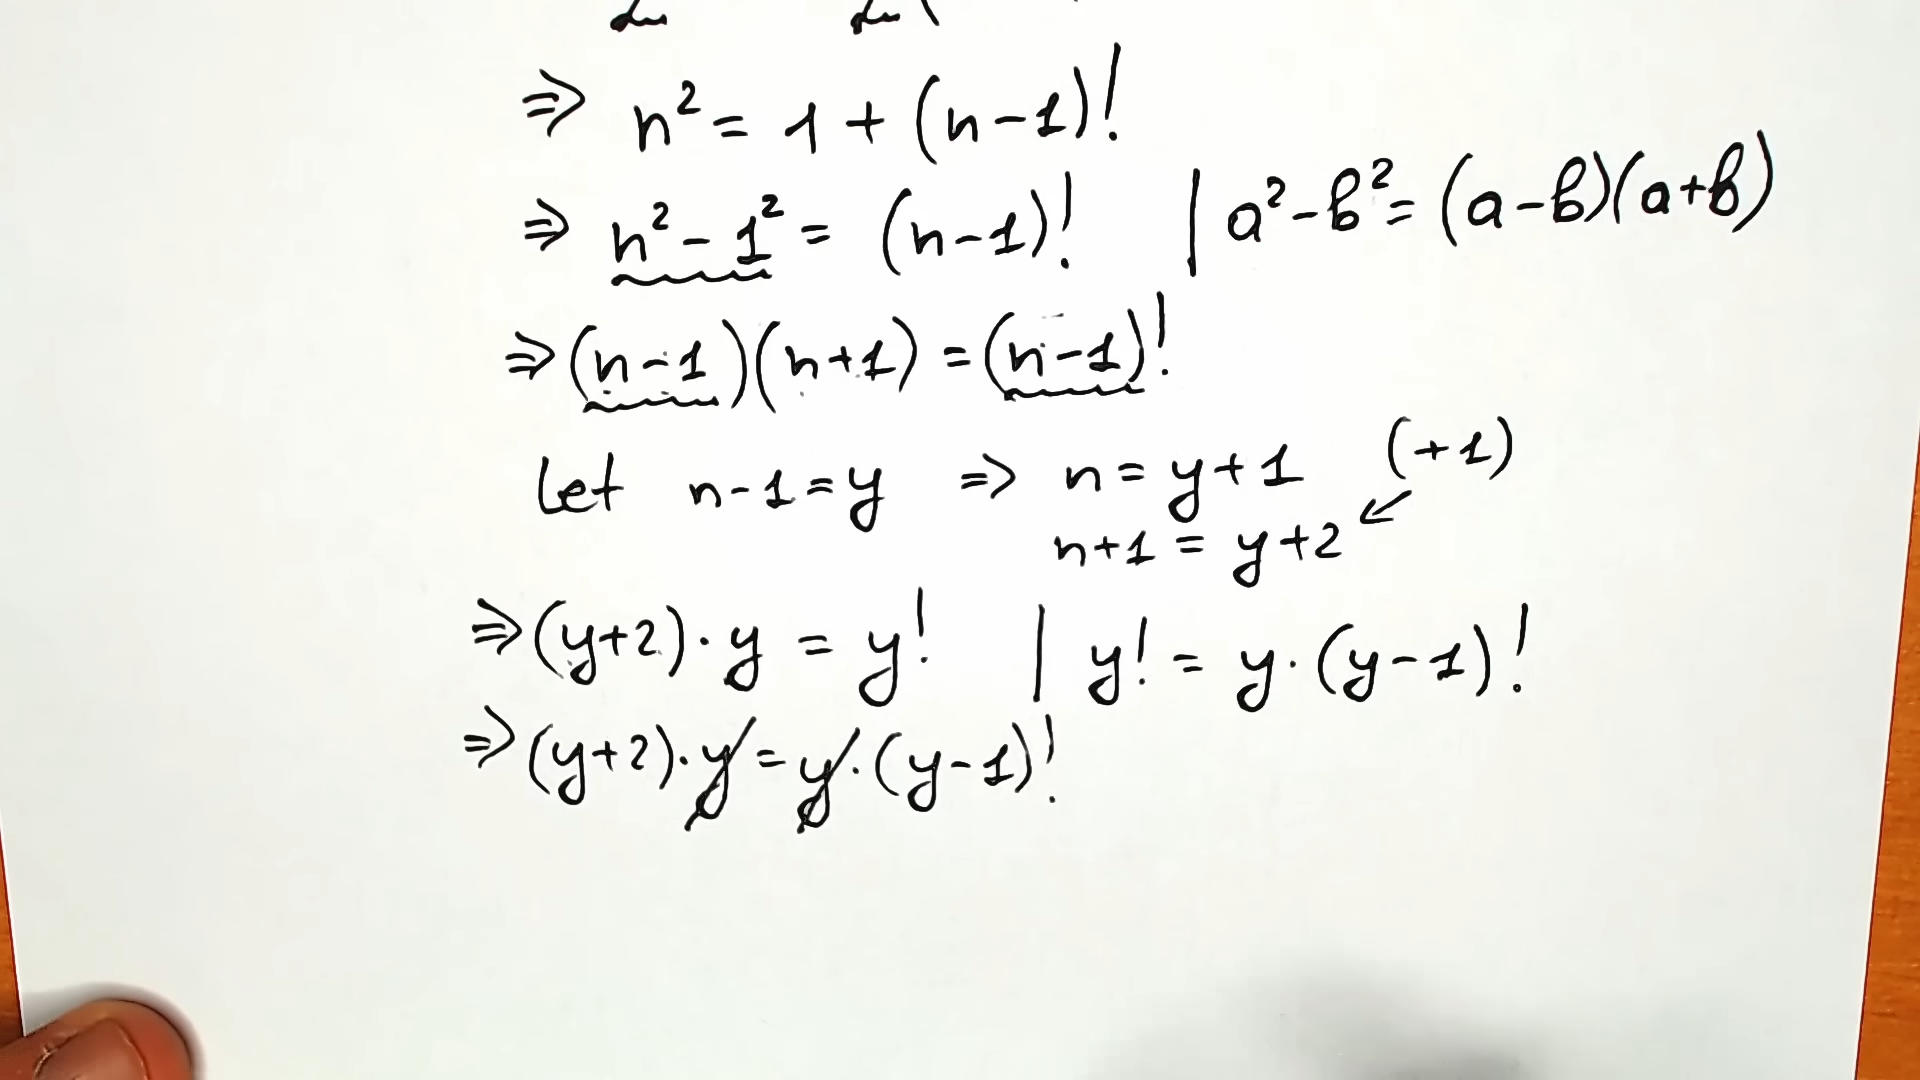 ⇒ n² = 1 + (n-1)!
⇒ n² - 1² = (n-1)! | a² - b² = (a-b)(a+b)
⇒ (n-1)(n+1) = (n-1)!
Let n-1 = y ⇒ n = y+1 (+1)
n+1 = y+2 ↙
⇒ (y+2)·y = y! | y! = y·(y-1)!
⇒ (y+2)·y = y·(y-1)!